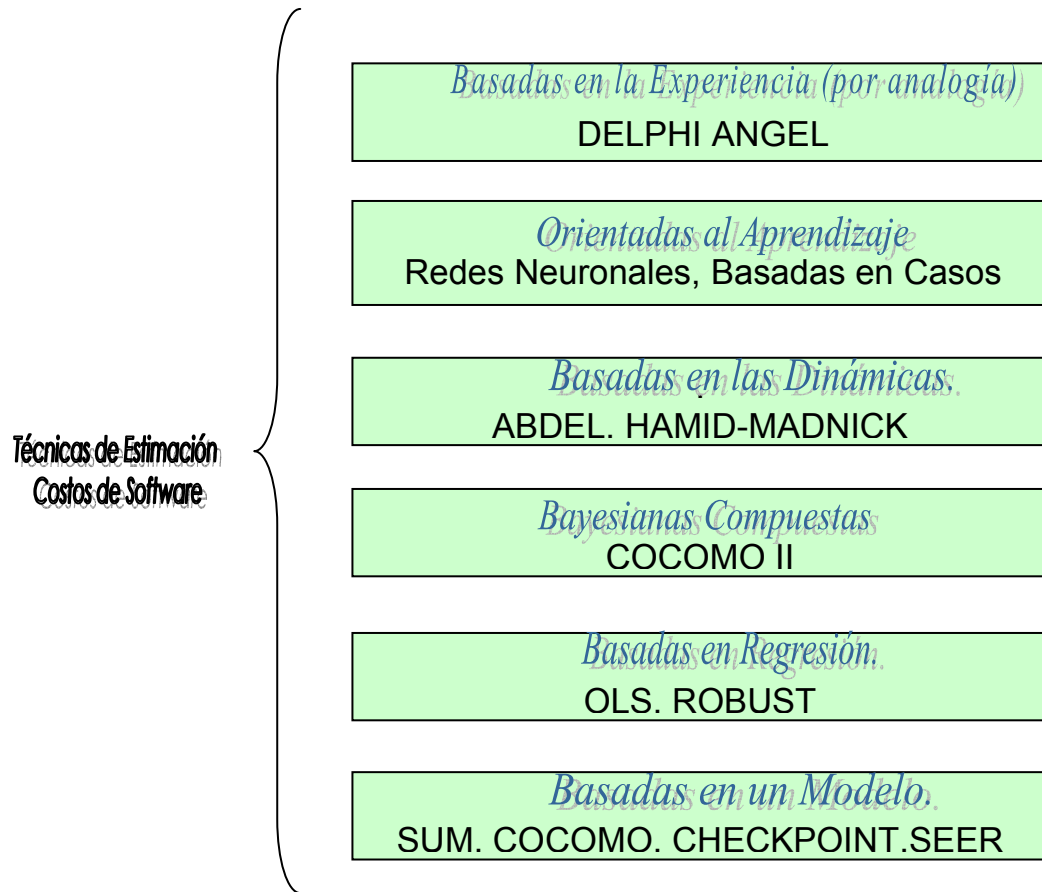 Basadas en la Experiencia (por analogía)
DELPHI ANGEL
Orientadas al Aprendizaje
Redes Neuronales, Basadas en Casos
Basadas en las Dinámicas.
ABDEL. HAMID-MADNICK
Técnicas de Estimación
Costos de Software
Bayesianas Compuestas
COCOMO II
Basadas en Regresión.
OLS. ROBUST
Basadas en un Modelo.
SUM. COCOMO. CHECKPOINT.SEER